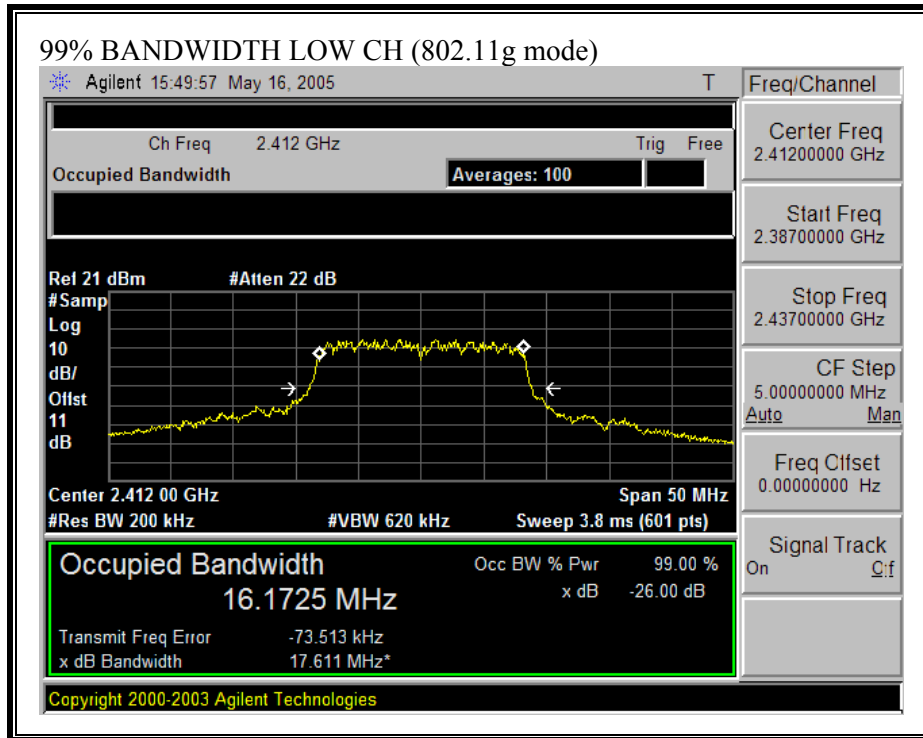 99% BANDWIDTH LOW CH (802.11g mode)
Agilent 15:49:57 May 16, 2005 T
Freq/Channel
Ch Freq 2.412 GHz Trig Free
Occupied Bandwidth Averages: 100
Center Freq
2.41200000 GHz
Start Freq
2.38700000 GHz
Stop Freq
2.43700000 GHz
CF Step
5.00000000 MHz
Auto Man
Freq Offset
0.00000000 Hz
Signal Track
On Off
Ref 21 dBm #Atten 22 dB
#Samp
Log
10
dB/
Offst
11
dB
Center 2.412 00 GHz Span 50 MHz
#Res BW 200 kHz #VBW 620 kHz Sweep 3.8 ms (601 pts)
Occupied Bandwidth Occ BW % Pwr 99.00 %
16.1725 MHz x dB -26.00 dB
Transmit Freq Error -73.513 kHz
x dB Bandwidth 17.611 MHz*
Copyright 2000-2003 Agilent Technologies